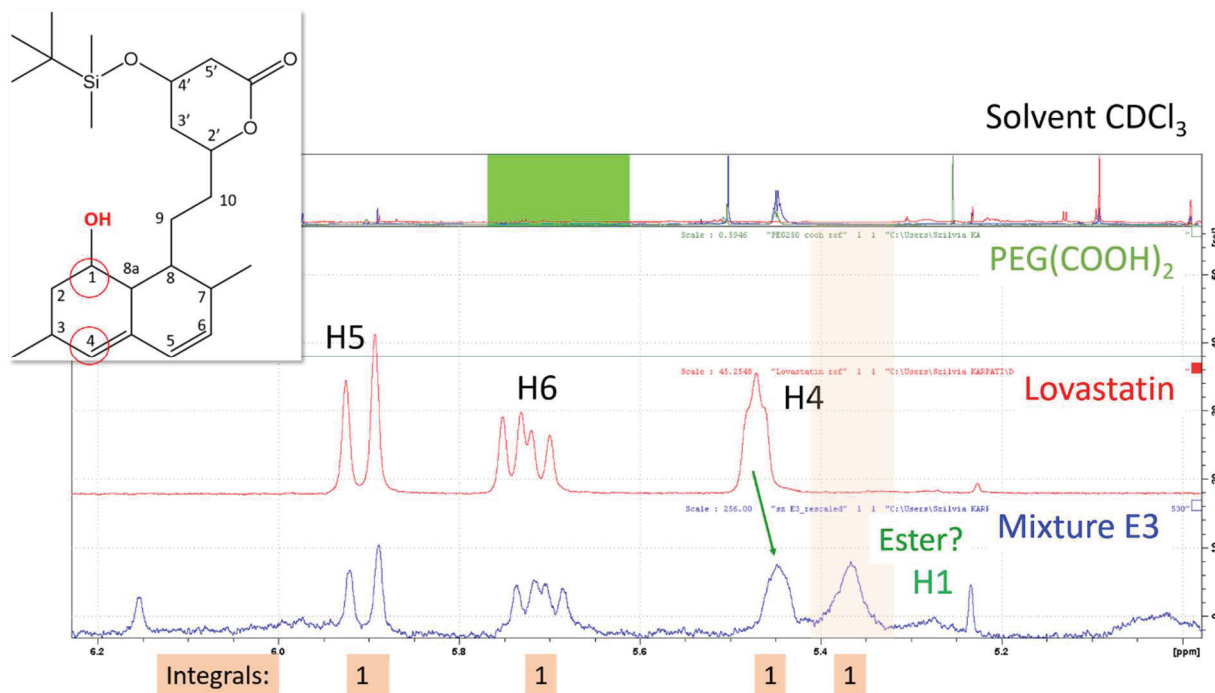 Si
O
4'
5'
O
3'
2'
O
10
9
OH
1
8a
8
2
7
3
4
5
6
Solvent CDCl3
Scale : 0.5946 "PEG250 cooh ref" 1 1 "C:\Users\Szilvia KA
PEG(COOH)2
H5
H6
H4
Scale : 45.2548 "Lovastatin ref" 1 1 "C:\Users\Szilvia KARPATI\D
Lovastatin
Scale : 256.00 "sz E3_rescaled" 1 1 "C:\Users\Szilvia KARP 530"
Mixture E3
Ester?
H1
6.2 6.0 5.8 5.6 5.4 5.2 [ppm]
Integrals: 1 1 1 1